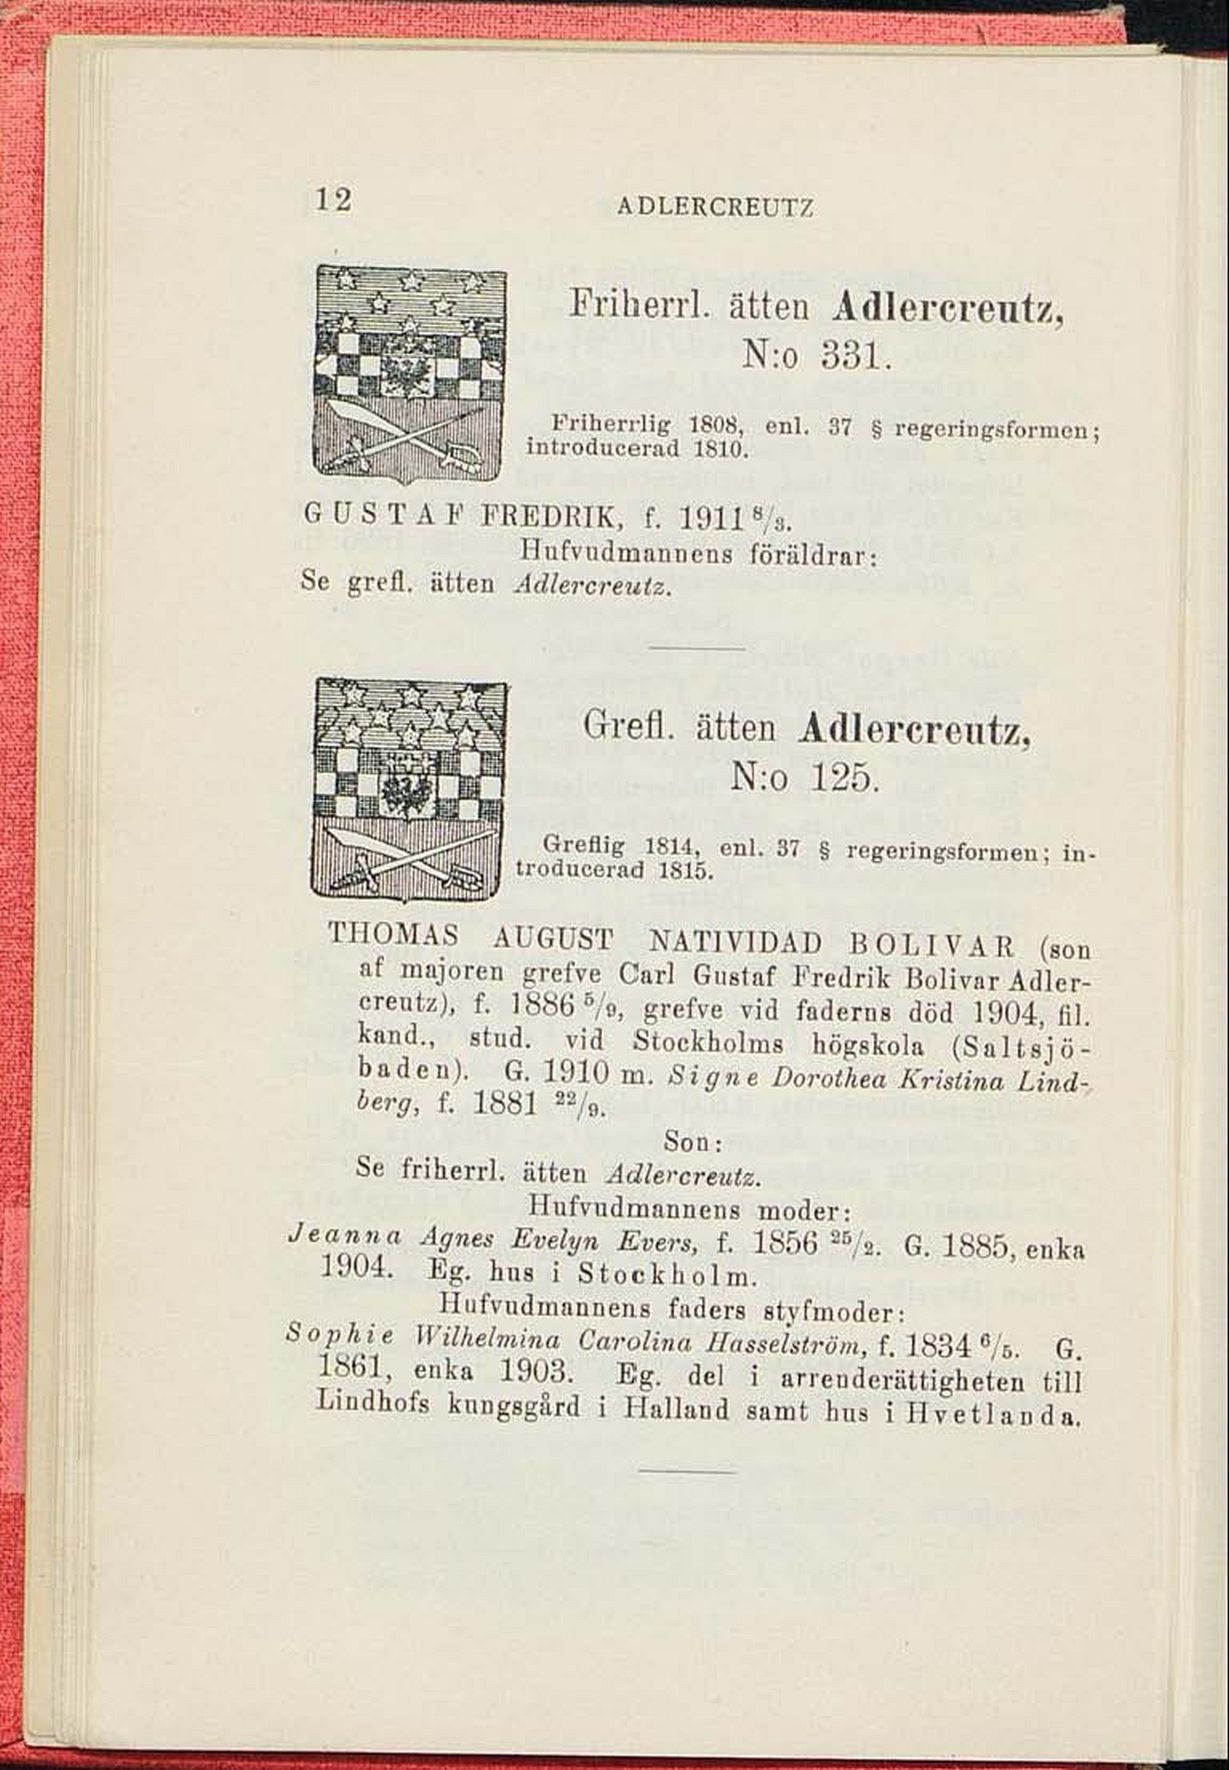 12
ADLERCREUTZ
Friherrl. ätten Adlercreutz,
N:o 331.
Friherrlig 1808, enl. 37 § regeringsformen;
introducerad 1810.
GUSTAF FREDRIK, f. 1911 8/3.
Hufvudmannens föräldrar:
Se grefl. ätten Adlercreutz.
Grefl. ätten Adlercreutz,
N:o 125.
Greflig 1814, enl. 37 § regeringsformen; in-
troducerad 1815.
THOMAS AUGUST NATIVIDAD BOLIVAR (son
af majoren grefve Carl Gustaf Fredrik Bolivar Adler-
creutz), f. 1886 5/9, grefve vid faderns död 1904, fil.
kand., stud. vid Stockholms högskola (Saltsjö-
baden). G. 1910 m. Signe Dorothea Kristina Lind-
berg, f. 1881 22/9.
Son:
Se friherrl. ätten Adlercreutz.
Hufvudmannens moder:
Jeanna Agnes Evelyn Evers, f. 1856 25/2. G. 1885, enka
1904. Eg. hus i Stockholm.
Hufvudmannens faders styfmoder:
Sophie Wilhelmina Carolina Hasselström, f. 1834 6/5. G.
1861, enka 1903. Eg. del i arrenderättigheten till
Lindhofs kungsgård i Halland samt hus i Hvetlanda.